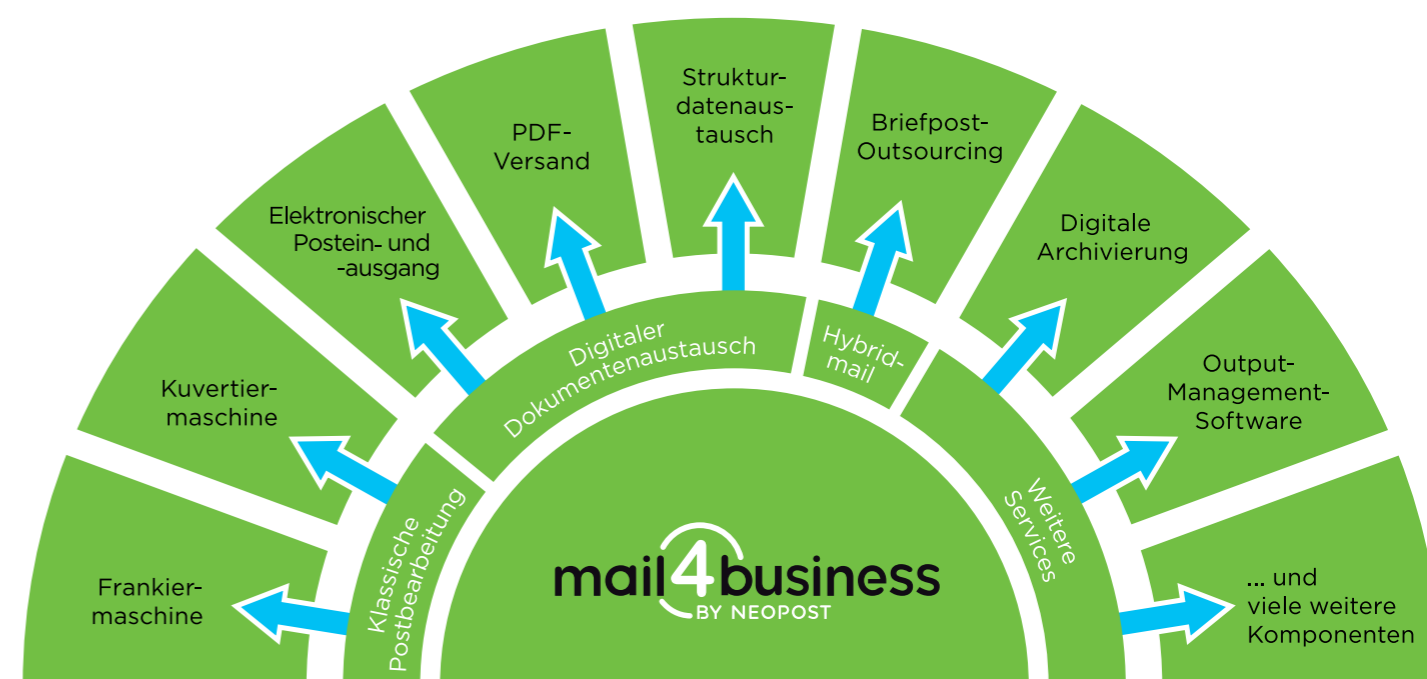 Frankier-
maschine
Kuvertier-
maschine
Elektronischer
Postein- und
-ausgang
PDF-
Versand
Struktur-
datenaus-
tausch
Briefpost-
Outsourcing
Digitale
Archivierung
Output-
Management-
Software
... und
viele weitere
Komponenten
Klassische
Postbearbeitung
Digitaler
Dokumentenaustausch
Hybrid-
mail
Weitere
Services
mail4business
BY NEOPOST